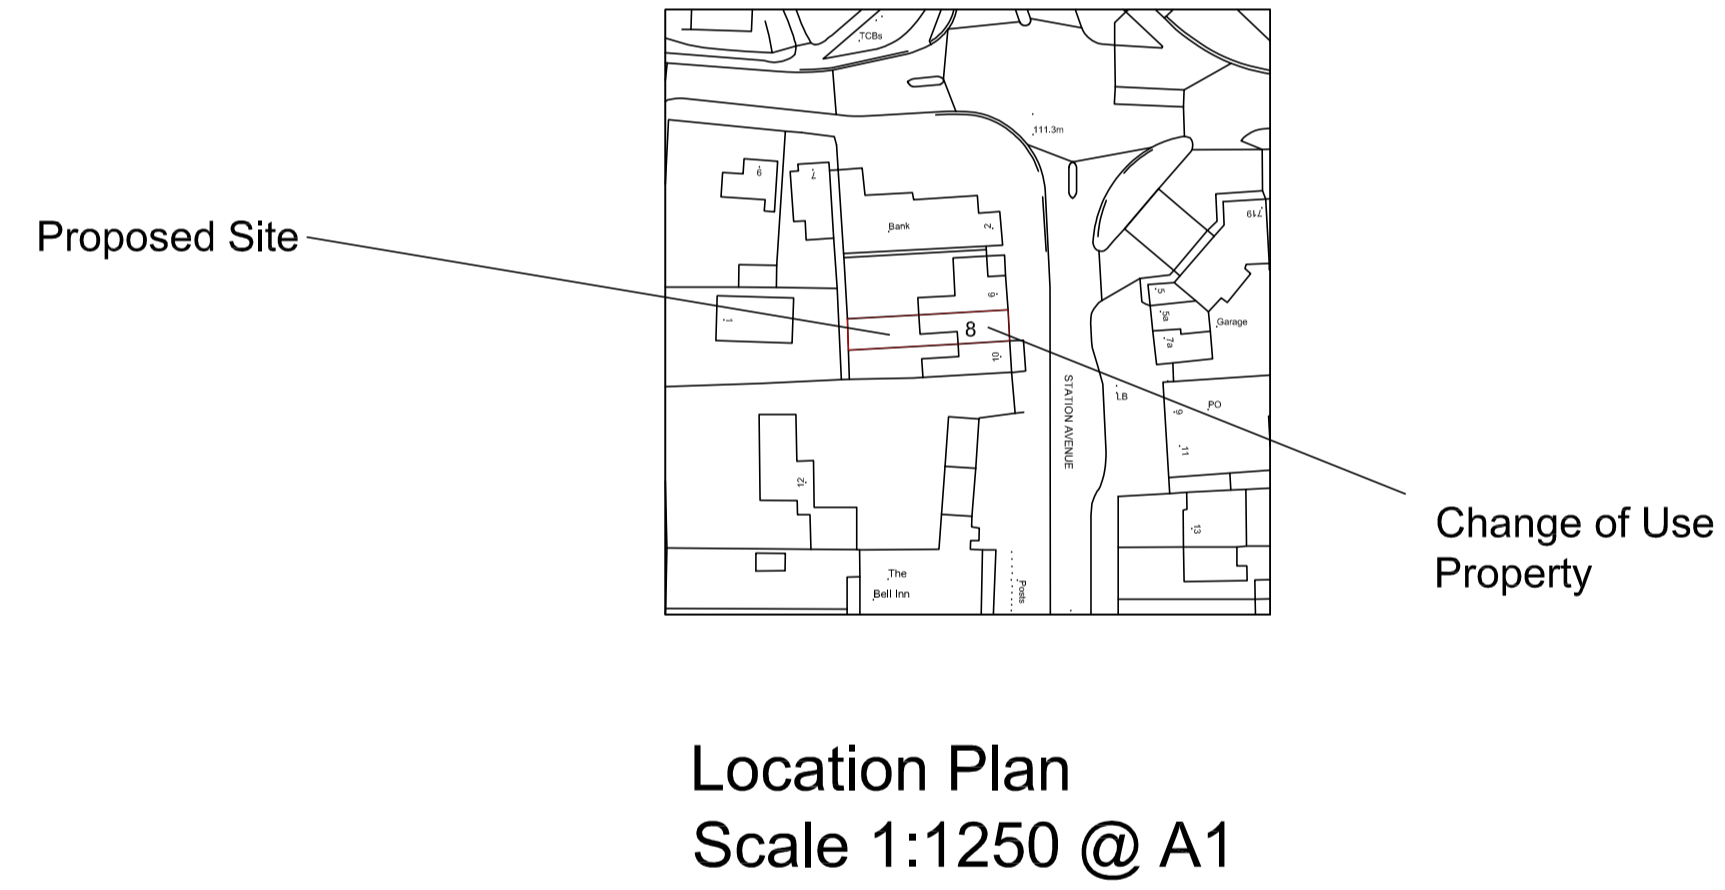 TCBs
111.3m
9
7
719
Bank
2
Proposed Site
6
5
5a
Garage
1
8
7a
10
STATION AVENUE
LB
9
PO
11
12
13
Change of Use
Property
The
Bell Inn
Posts
Location Plan
Scale 1:1250 @ A1